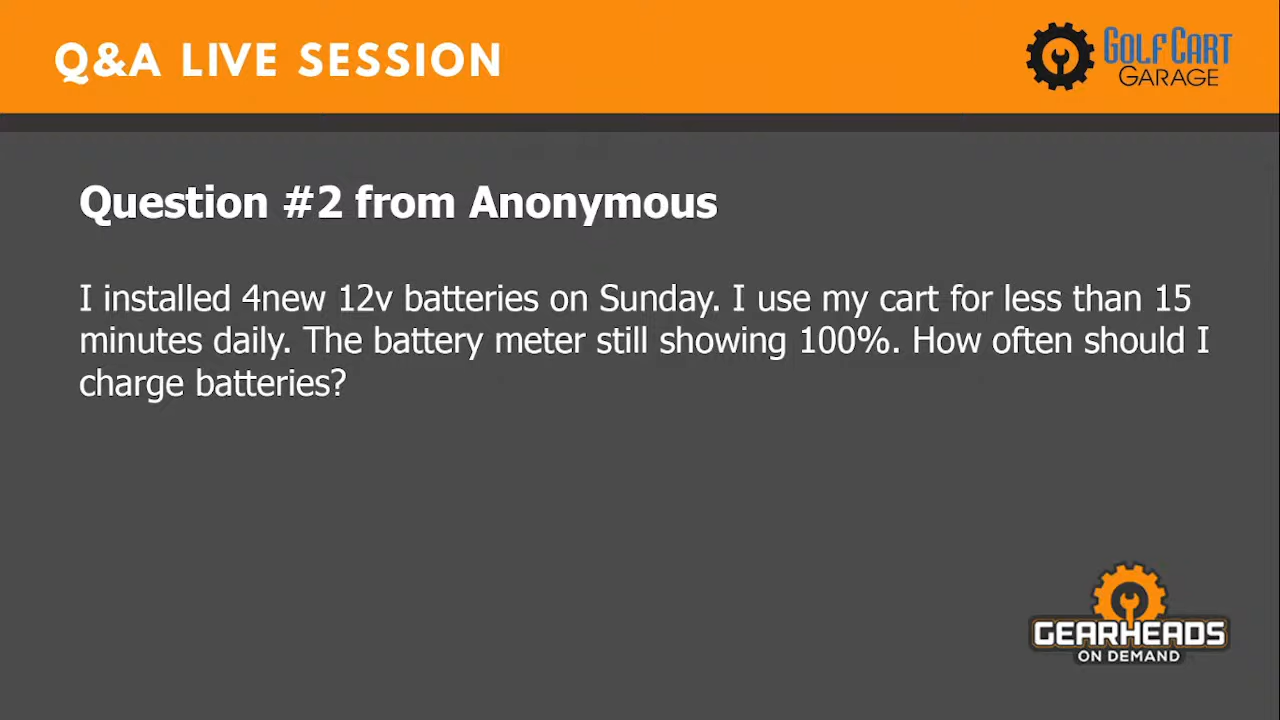 Q&A LIVE SESSION
GOLF CART
GARAGE
Question #2 from Anonymous
I installed 4new 12v batteries on Sunday. I use my cart for less than 15
minutes daily. The battery meter still showing 100%. How often should I
charge batteries?
GEARHEADS
ON DEMAND